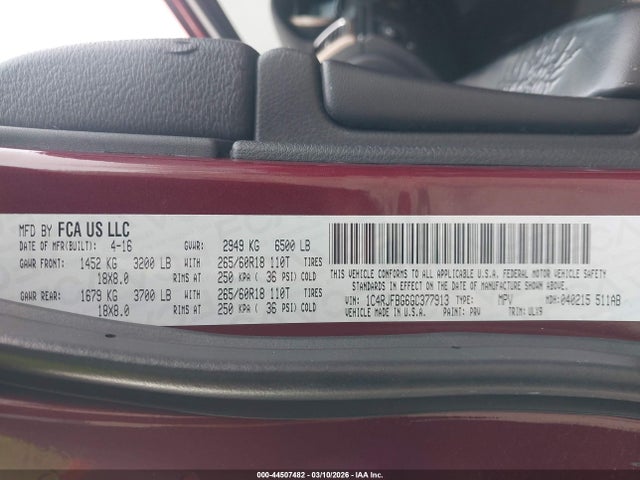 MFD BY FCA US LLC
DATE OF MFR(BUILT): 4-16 GVWR: 2949 KG 6500 LB
GAWR FRONT: 1452 KG 3200 LB WITH 265/60R18 110T TIRES
18X8.0 RIMS AT 250 KPA ( 36 PSI) COLD
GAWR REAR: 1679 KG 3700 LB WITH 265/60R18 110T TIRES
18X8.0 RIMS AT 250 KPA ( 36 PSI) COLD
THIS VEHICLE CONFORMS TO ALL APPLICABLE U.S.A. FEDERAL MOTOR VEHICLE SAFETY
STANDARDS IN EFFECT ON THE DATE OF MANUFACTURE SHOWN ABOVE.
VIN: 1C4RJFBG6GC377913 TYPE: MPV MDH: 040215 511AB
VEHICLE MADE IN U.S.A. PAINT: PRV TRIM: ULX9
000-44507482 - 03/10/2026 - IAA Inc.